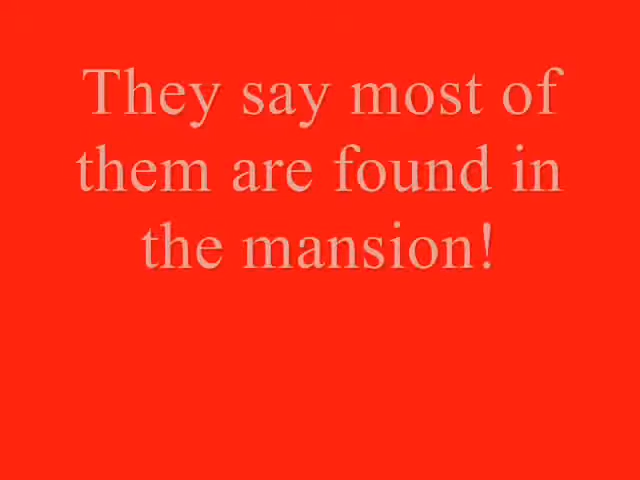 They say most of
them are found in
the mansion!